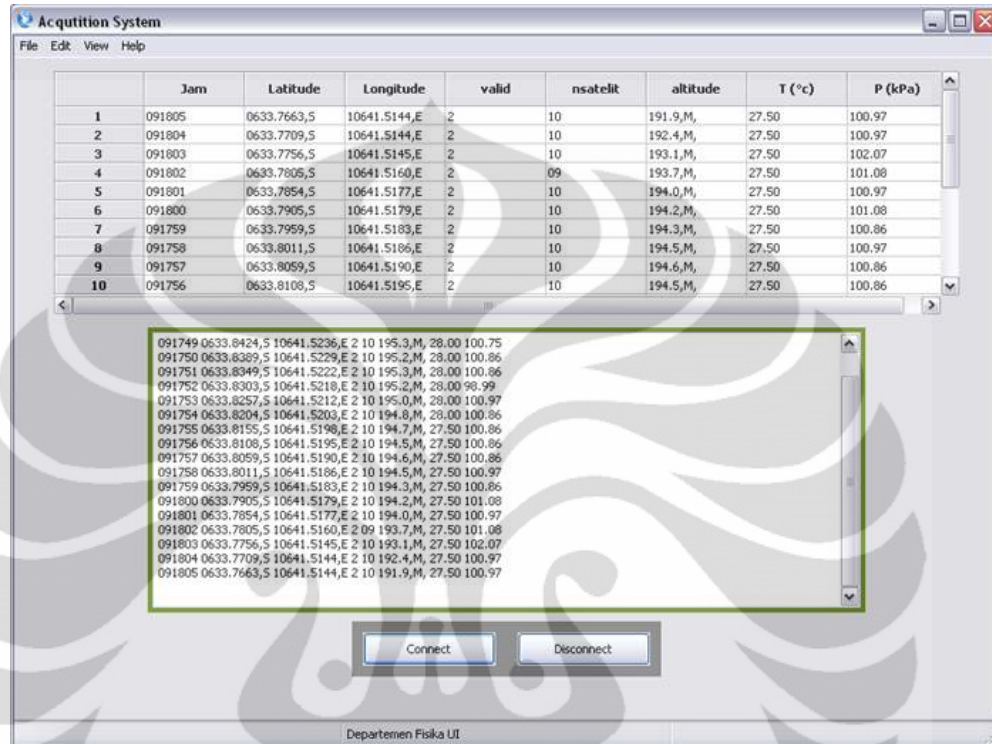 Acqutition System
File Edit View Help
Jam Latitude Longitude valid nsatelit altitude T (°c) P (kPa)
1 091805 0633.7663,S 10641.5144,E 2 10 191.9,M, 27.50 100.97
2 091804 0633.7709,S 10641.5144,E 2 10 192.4,M, 27.50 100.97
3 091803 0633.7756,S 10641.5145,E 2 10 193.1,M, 27.50 102.07
4 091802 0633.7805,S 10641.5160,E 2 09 193.7,M, 27.50 101.08
5 091801 0633.7854,S 10641.5177,E 2 10 194.0,M, 27.50 100.97
6 091800 0633.7905,S 10641.5179,E 2 10 194.2,M, 27.50 101.08
7 091759 0633.7959,S 10641.5183,E 2 10 194.3,M, 27.50 100.86
8 091758 0633.8011,S 10641.5186,E 2 10 194.5,M, 27.50 100.97
9 091757 0633.8059,S 10641.5190,E 2 10 194.6,M, 27.50 100.86
10 091756 0633.8108,S 10641.5195,E 2 10 194.5,M, 27.50 100.86
091749 0633.8424,S 10641.5236,E 2 10 195.3,M, 28.00 100.75
091750 0633.8389,S 10641.5229,E 2 10 195.2,M, 28.00 100.86
091751 0633.8349,S 10641.5222,E 2 10 195.3,M, 28.00 100.86
091752 0633.8303,S 10641.5218,E 2 10 195.2,M, 28.00 98.99
091753 0633.8257,S 10641.5212,E 2 10 195.0,M, 28.00 100.97
091754 0633.8204,S 10641.5203,E 2 10 194.8,M, 28.00 100.86
091755 0633.8155,S 10641.5198,E 2 10 194.7,M, 27.50 100.86
091756 0633.8108,S 10641.5195,E 2 10 194.5,M, 27.50 100.86
091757 0633.8059,S 10641.5190,E 2 10 194.6,M, 27.50 100.86
091758 0633.8011,S 10641.5186,E 2 10 194.5,M, 27.50 100.97
091759 0633.7959,S 10641.5183,E 2 10 194.3,M, 27.50 100.86
091800 0633.7905,S 10641.5179,E 2 10 194.2,M, 27.50 101.08
091801 0633.7854,S 10641.5177,E 2 10 194.0,M, 27.50 100.97
091802 0633.7805,S 10641.5160,E 2 09 193.7,M, 27.50 101.08
091803 0633.7756,S 10641.5145,E 2 10 193.1,M, 27.50 102.07
091804 0633.7709,S 10641.5144,E 2 10 192.4,M, 27.50 100.97
091805 0633.7663,S 10641.5144,E 2 10 191.9,M, 27.50 100.97
Connect Disconnect
Departemen Fisika UI